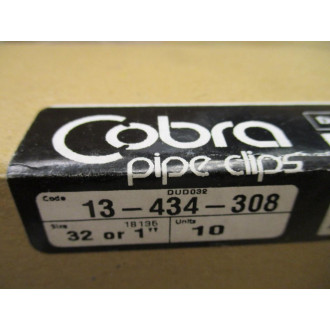 Cobra
pipe clips
DUD032
Code 13-434-308
18136
Size 32 or 1" Units 10